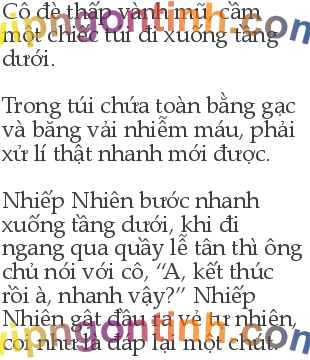 Cô đè thấp vành mũ, cầm
một chiếc túi đi xuống tầng
dưới.
Trong túi chứa toàn bằng gạc
và băng vải nhiễm máu, phải
xử lí thật nhanh mới được.
Nhiếp Nhiên bước nhanh
xuống tầng dưới, khi đi
ngang qua quầy lễ tân thì ông
chủ nói với cô, “A, kết thúc
rồi à, nhanh vậy?” Nhiếp
Nhiên gật đầu ra vẻ tự nhiên,
coi như là đáp lại một chút.
vipngontinh.com
vipngontinh.com